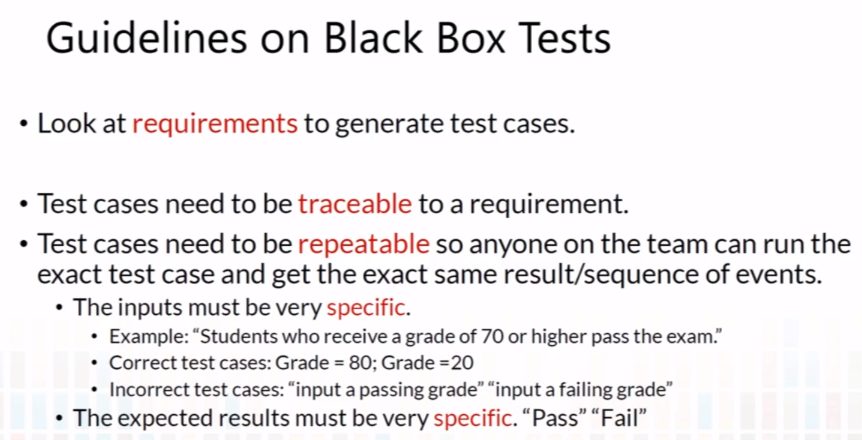 Guidelines on Black Box Tests
• Look at requirements to generate test cases.
• Test cases need to be traceable to a requirement.
• Test cases need to be repeatable so anyone on the team can run the
exact test case and get the exact same result/sequence of events.
• The inputs must be very specific.
• Example: “Students who receive a grade of 70 or higher pass the exam.”
• Correct test cases: Grade = 80; Grade =20
• Incorrect test cases: “input a passing grade” “input a failing grade”
• The expected results must be very specific. “Pass” “Fail”